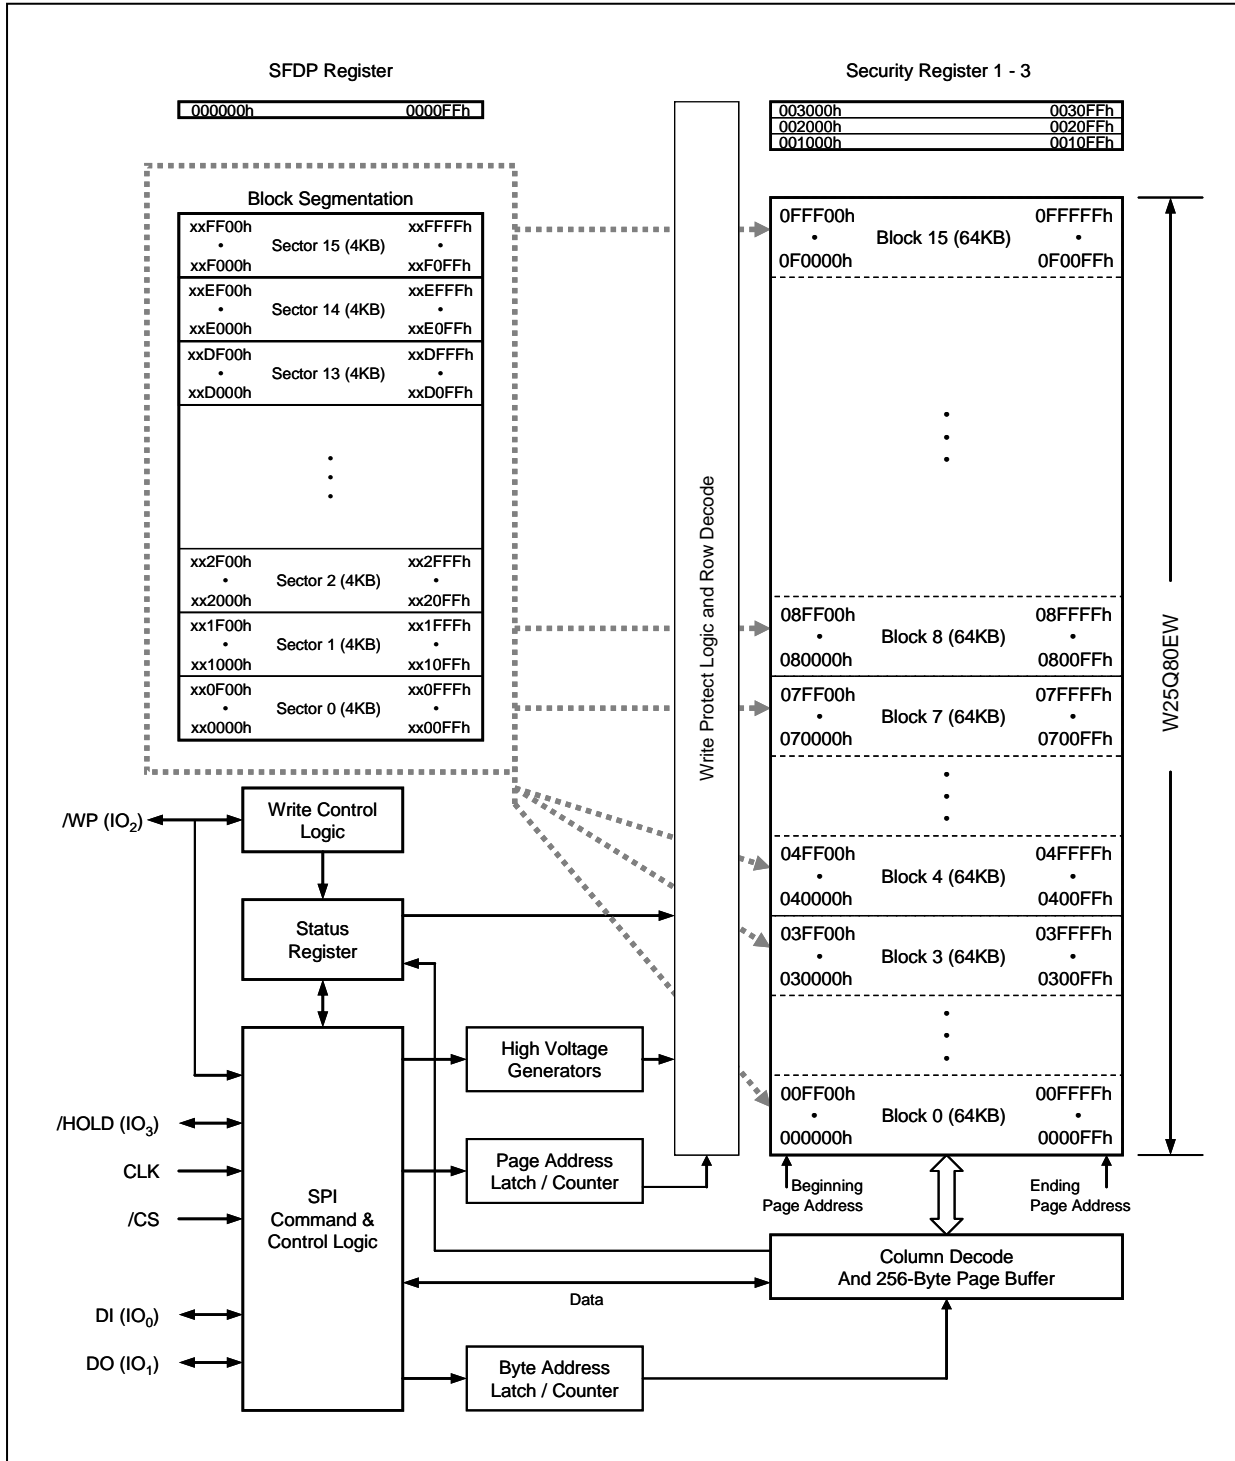 SFDP Register
000000h 0000FFh
Security Register 1 - 3
003000h 0030FFh
002000h 0020FFh
001000h 0010FFh
Block Segmentation
xxFF00h xxFFFFh
• Sector 15 (4KB) •
xxF000h xxF0FFh
xxEF00h xxEFFFh
• Sector 14 (4KB) •
xxE000h xxE0FFh
xxDF00h xxDFFFh
• Sector 13 (4KB) •
xxD000h xxD0FFh
xx2F00h xx2FFFh
• Sector 2 (4KB) •
xx2000h xx20FFh
xx1F00h xx1FFFh
• Sector 1 (4KB) •
xx1000h xx10FFh
xx0F00h xx0FFFh
• Sector 0 (4KB) •
xx0000h xx00FFh
Write Protect Logic and Row Decode
0FFF00h 0FFFFFh
• Block 15 (64KB) •
0F0000h 0F00FFh
08FF00h 08FFFFh
• Block 8 (64KB) •
080000h 0800FFh
07FF00h 07FFFFh
• Block 7 (64KB) •
070000h 0700FFh
04FF00h 04FFFFh
• Block 4 (64KB) •
040000h 0400FFh
03FF00h 03FFFFh
• Block 3 (64KB) •
030000h 0300FFh
00FF00h 00FFFFh
• Block 0 (64KB) •
000000h 0000FFh
W25Q80EW
Beginning
Page Address
Ending
Page Address
/WP (IO2)
Write Control
Logic
Status
Register
High Voltage
Generators
/HOLD (IO3)
CLK
/CS
DI (IO0)
DO (IO1)
SPI
Command &
Control Logic
Page Address
Latch / Counter
Column Decode
And 256-Byte Page Buffer
Data
Byte Address
Latch / Counter